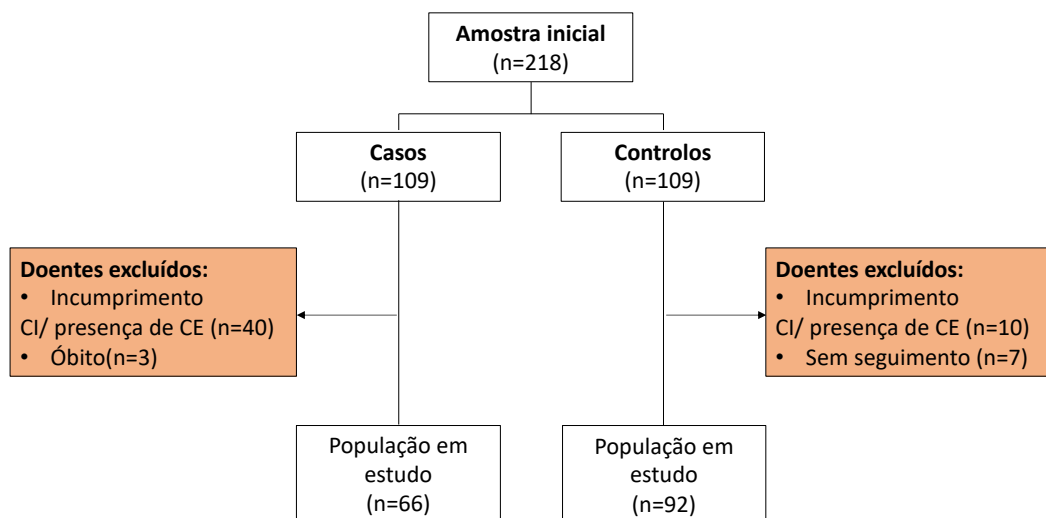 Amostra inicial
(n=218)
Casos
(n=109)
Controlos
(n=109)
Doentes excluídos:
• Incumprimento
CI/ presença de CE (n=40)
• Óbito(n=3)
Doentes excluídos:
• Incumprimento
CI/ presença de CE (n=10)
• Sem seguimento (n=7)
População em
estudo
(n=66)
População em
estudo
(n=92)